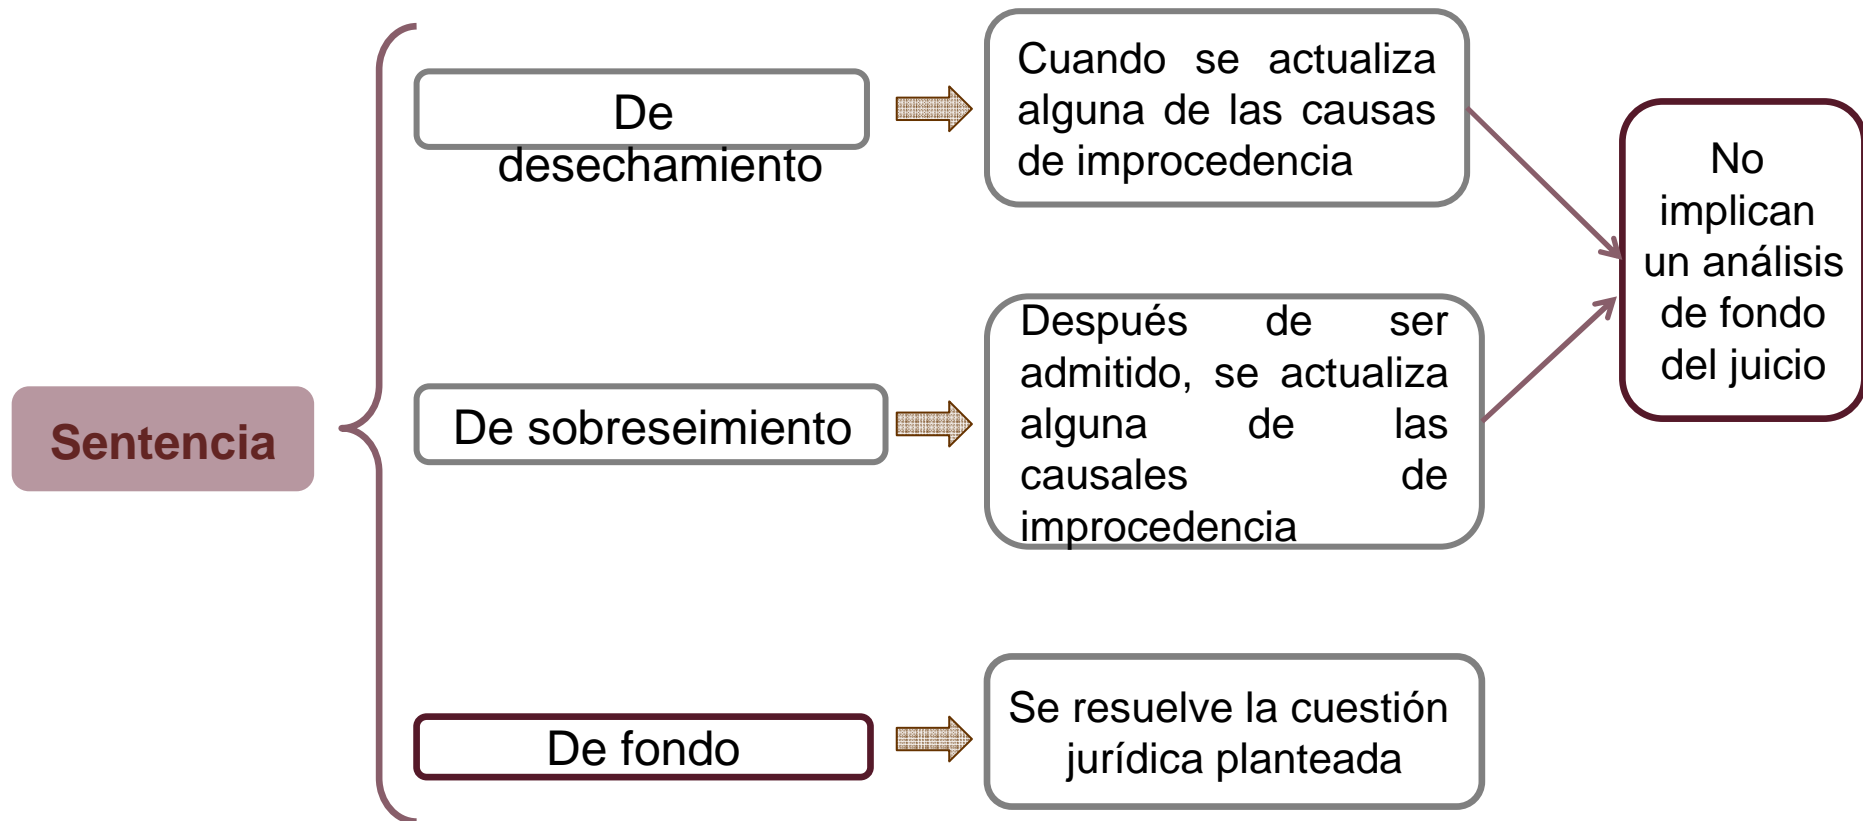 Sentencia
De
desechamiento
Cuando se actualiza
alguna de las causas
de improcedencia
De sobreseimiento
Después de ser
admitido, se actualiza
alguna de las
causales de
improcedencia
No
implican
un análisis
de fondo
del juicio
De fondo
Se resuelve la cuestión
jurídica planteada